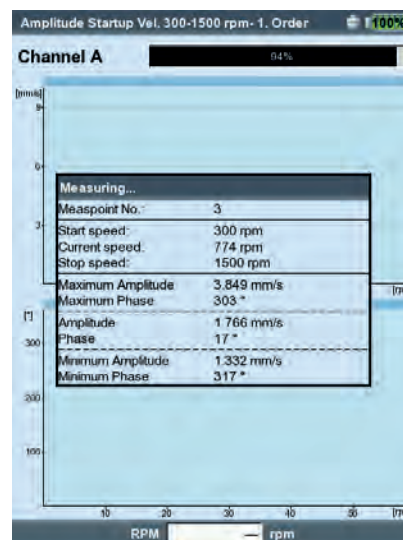 Amplitude Startup Vel. 300-1500 rpm- 1. Order 100%
Channel A 94%
[mm/s]
9
6
3
Measuring...
Measpoint No.: 3
Start speed: 300 rpm
Current speed: 774 rpm
Stop speed: 1500 rpm
Maximum Amplitude 3.849 mm/s
Maximum Phase 303 °
Amplitude 1.766 mm/s
Phase 17 °
Minimum Amplitude 1.332 mm/s
Minimum Phase 317 °
[°]
300
200
100
10 20 30 40
RPM — rpm